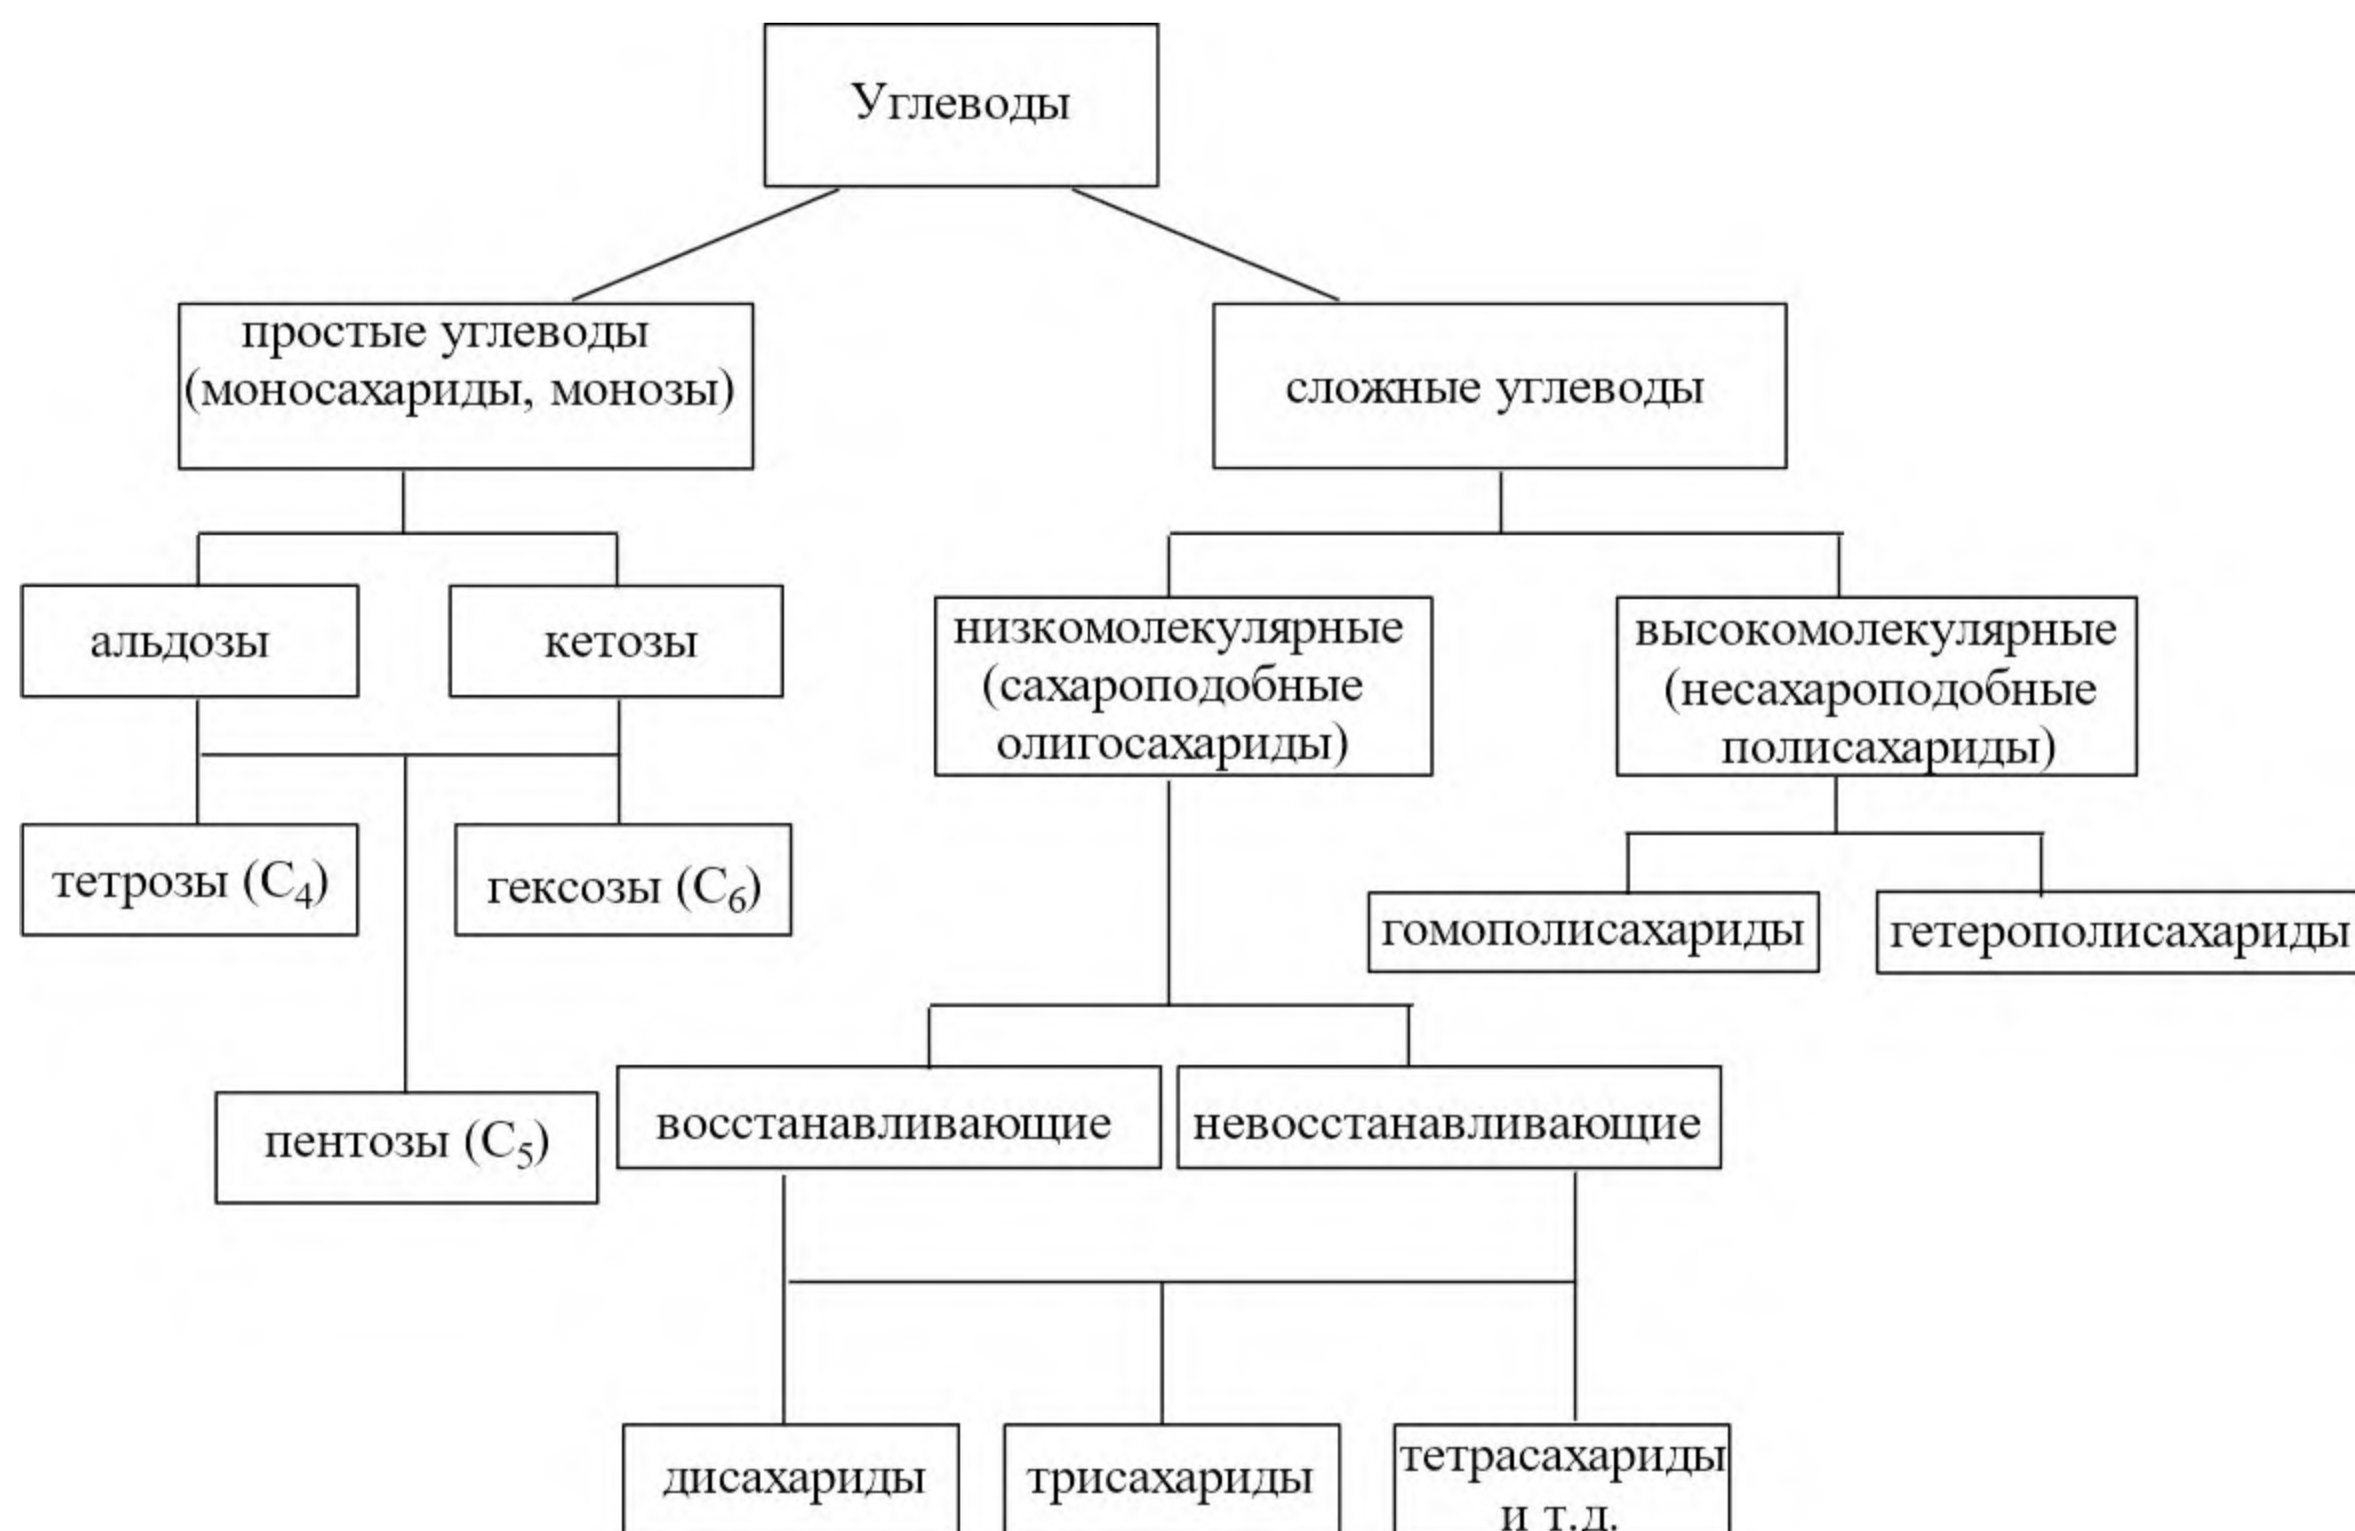 Углеводы
простые углеводы
(моносахариды, монозы)
сложные углеводы
альдозы
кетозы
низкомолекулярные
(сахароподобные
олигосахариды)
высокомолекулярные
(несахароподобные
полисахариды)
тетрозы (C₄)
гексозы (C₆)
гомополисахариды
гетерополисахариды
пентозы (C₅)
восстанавливающие
невосстанавливающие
дисахариды
трисахариды
тетрасахариды
и т.д.